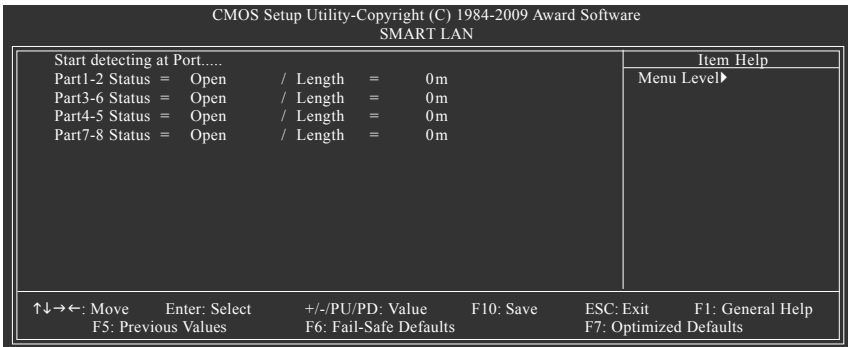 CMOS Setup Utility-Copyright (C) 1984-2009 Award Software
SMART LAN
Start detecting at Port.....
Part1-2 Status = Open / Length = 0m
Part3-6 Status = Open / Length = 0m
Part4-5 Status = Open / Length = 0m
Part7-8 Status = Open / Length = 0m
Item Help
Menu Level▶
↑↓→←: Move Enter: Select +/-/PU/PD: Value F10: Save ESC: Exit F1: General Help
F5: Previous Values F6: Fail-Safe Defaults F7: Optimized Defaults